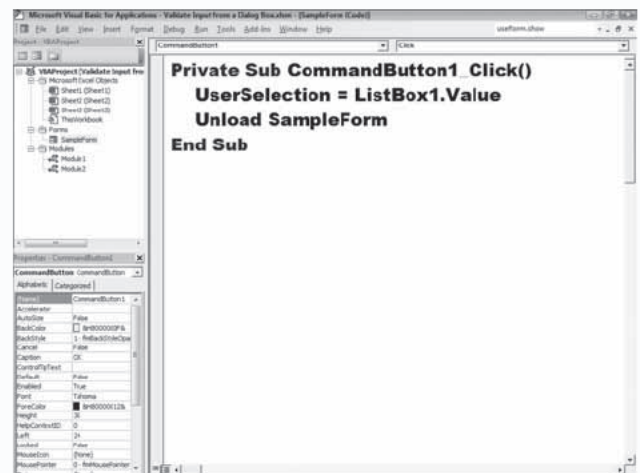 Microsoft Visual Basic for Applications - Validate Input from a Dialog Box.xlsm - [SampleForm (Code)]
File Edit View Insert Format Debug Run Tools Add-Ins Window Help
useform.show
Project - VBAProject
CommandButton1
Click
VBAProject (Validate Input fro
Microsoft Excel Objects
Sheet1 (Sheet1)
Sheet2 (Sheet2)
Sheet3 (Sheet3)
ThisWorkbook
Forms
SampleForm
Modules
Module1
Module2
Private Sub CommandButton1_Click()
UserSelection = ListBox1.Value
Unload SampleForm
End Sub
Properties - CommandButton1
CommandButton CommandButton
Alphabetic Categorized
(Name) CommandButton1
Accelerator
AutoSize False
BackColor &H8000000F&
BackStyle 1 - fmBackStyleOpa
Cancel False
Caption OK
ControlTipText
Default False
Enabled True
Font Tahoma
ForeColor &H80000012&
Height
HelpContextID 0
Left 24
Locked False
MouseIcon (None)
MousePointer 0 - fmMousePointer